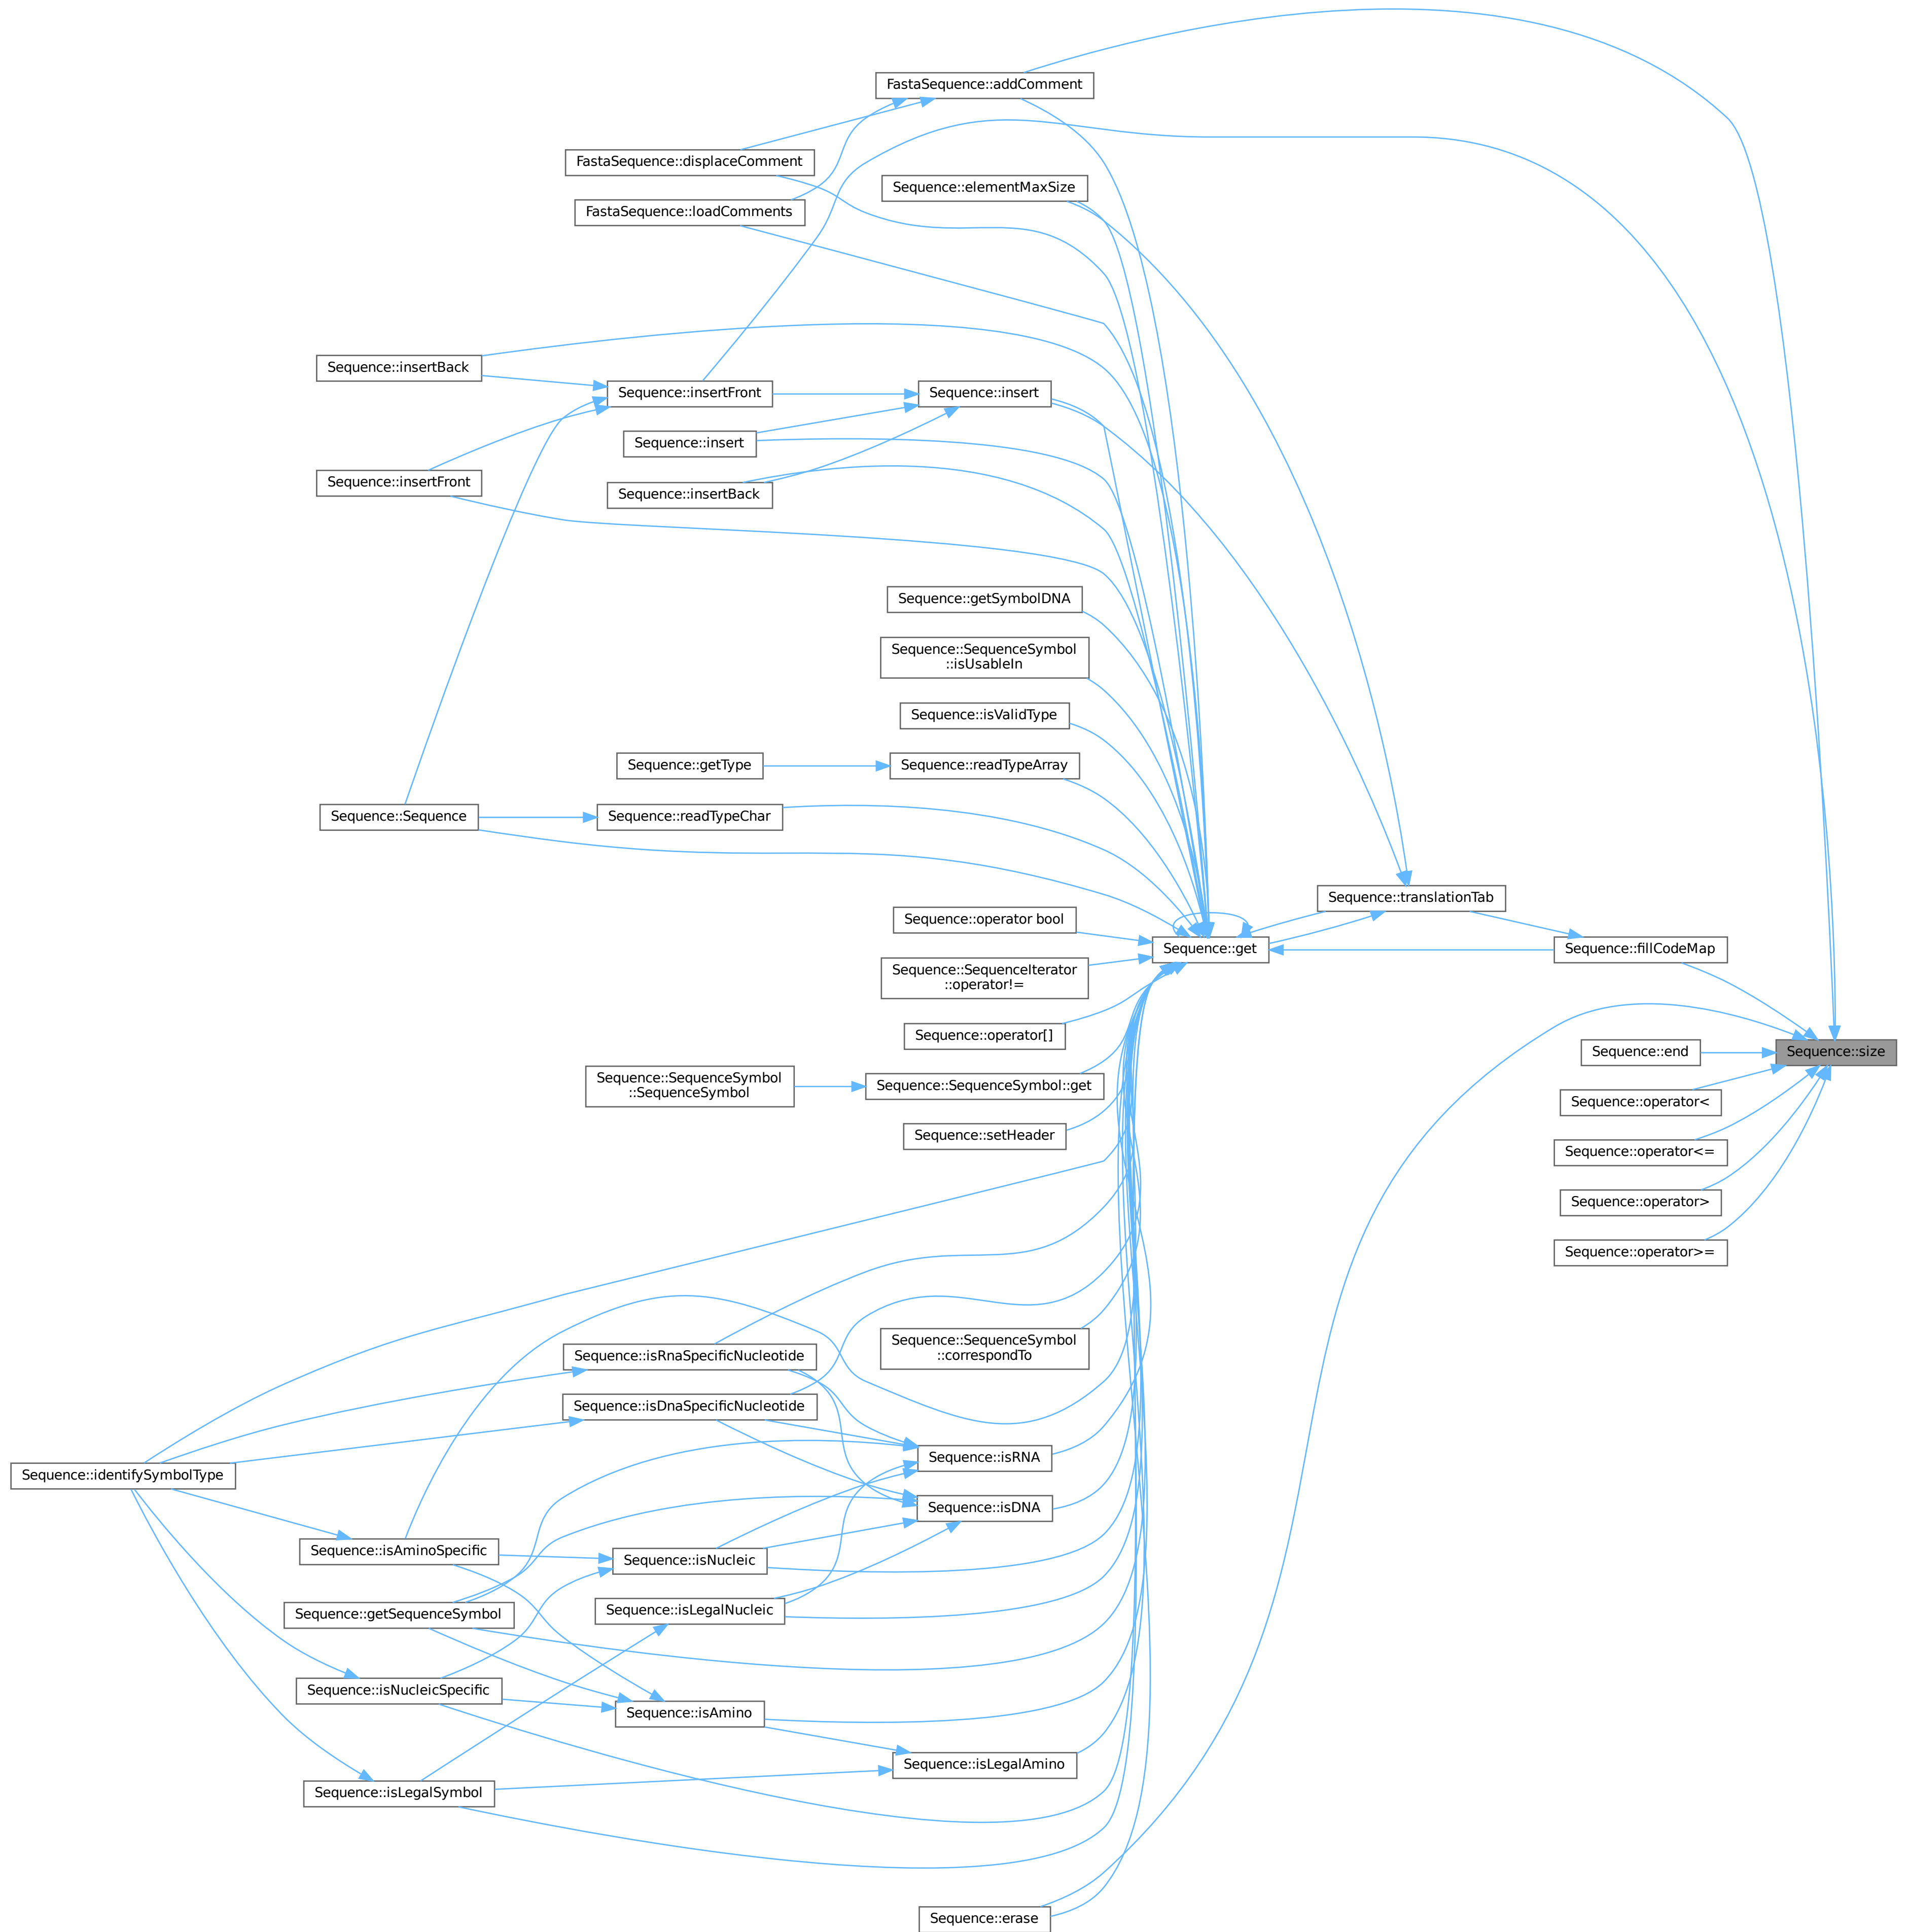 FastaSequence::addComment
FastaSequence::displaceComment
Sequence::elementMaxSize
FastaSequence::loadComments
Sequence::insertBack
Sequence::insertFront
Sequence::insert
Sequence::insert
Sequence::insertFront
Sequence::insertBack
Sequence::getSymbolDNA
Sequence::SequenceSymbol
::isUsableIn
Sequence::isValidType
Sequence::getType
Sequence::readTypeArray
Sequence::Sequence
Sequence::readTypeChar
Sequence::translationTab
Sequence::operator bool
Sequence::get
Sequence::fillCodeMap
Sequence::SequenceIterator
::operator!=
Sequence::operator[]
Sequence::end
Sequence::size
Sequence::SequenceSymbol
::SequenceSymbol
Sequence::SequenceSymbol::get
Sequence::operator<
Sequence::setHeader
Sequence::operator<=
Sequence::operator>
Sequence::operator>=
Sequence::SequenceSymbol
::correspondTo
Sequence::isRnaSpecificNucleotide
Sequence::isDnaSpecificNucleotide
Sequence::isRNA
Sequence::identifySymbolType
Sequence::isDNA
Sequence::isAminoSpecific
Sequence::isNucleic
Sequence::getSequenceSymbol
Sequence::isLegalNucleic
Sequence::isNucleicSpecific
Sequence::isAmino
Sequence::isLegalAmino
Sequence::isLegalSymbol
Sequence::erase